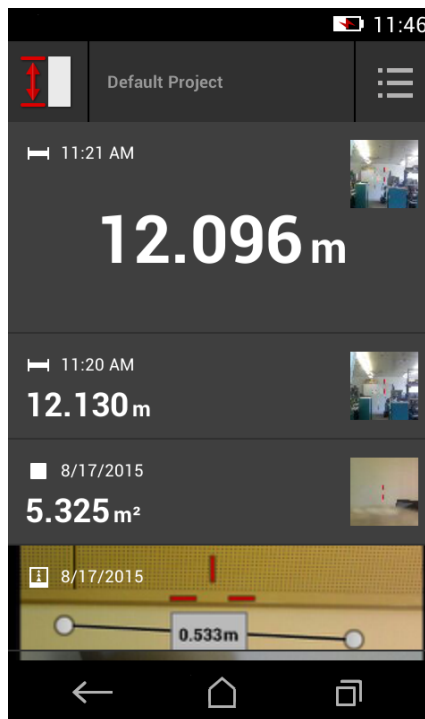 11:46
Default Project
11:21 AM
12.096 m
11:20 AM
12.130 m
8/17/2015
5.325 m²
8/17/2015
0.533m